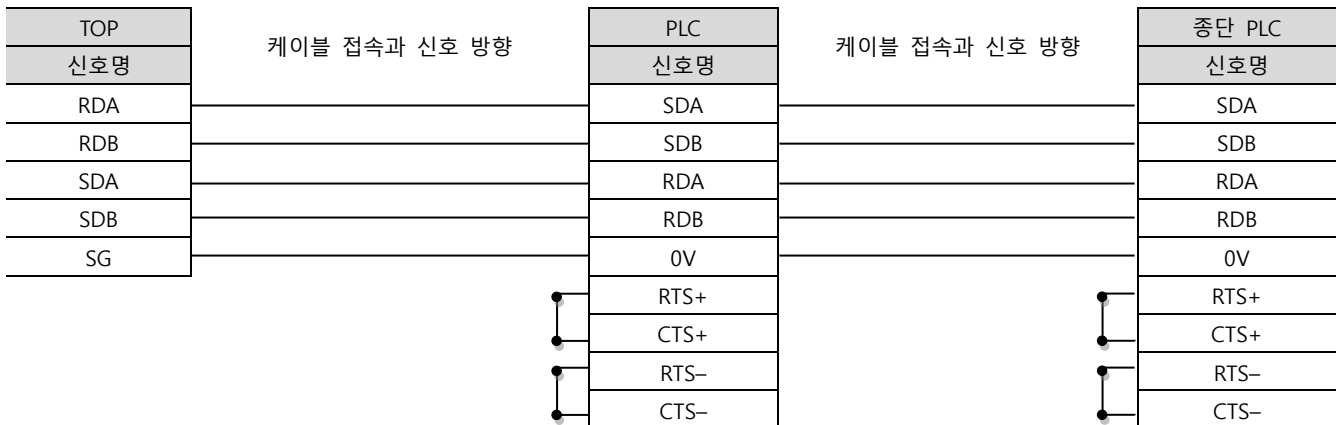 TOP 케이블 접속과 신호 방향 PLC 케이블 접속과 신호 방향 종단 PLC
신호명 신호명 신호명
RDA SDA SDA
RDB SDB SDB
SDA RDA RDA
SDB RDB RDB
SG 0V 0V
RTS+ RTS+
CTS+ CTS+
RTS– RTS–
CTS– CTS–